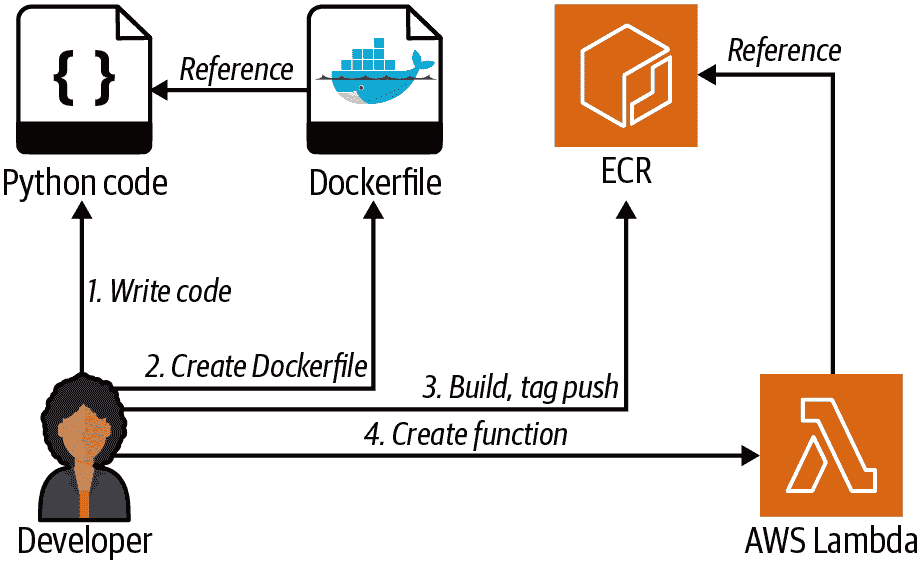 { }
Reference
Reference
Python code
Dockerfile
ECR
1. Write code
2. Create Dockerfile
3. Build, tag push
4. Create function
Developer
AWS Lambda